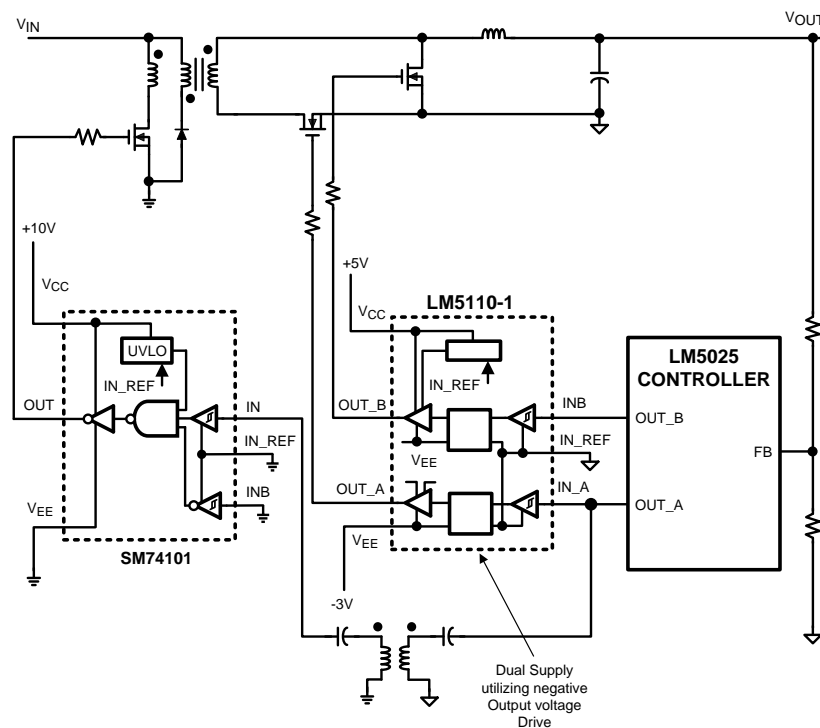 VIN
VOUT
+10V
VCC
UVLO
IN_REF
OUT
IN
IN_REF
INB
VEE
SM74101
+5V
VCC
LM5110-1
IN_REF
OUT_B
INB
IN_REF
VEE
OUT_A
IN_A
VEE
-3V
LM5025
CONTROLLER
OUT_B
FB
OUT_A
Dual Supply
utilizing negative
Output voltage
Drive